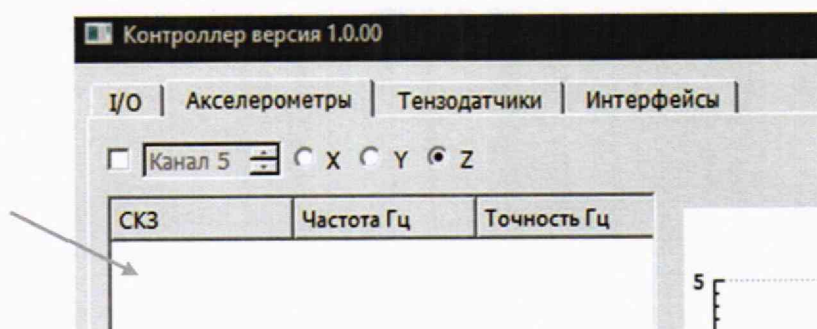 Контроллер версия 1.0.00
I/O Акселерометры Тензодатчики Интерфейсы
Канал 5 X Y Z
СКЗ Частота Гц Точность Гц
5